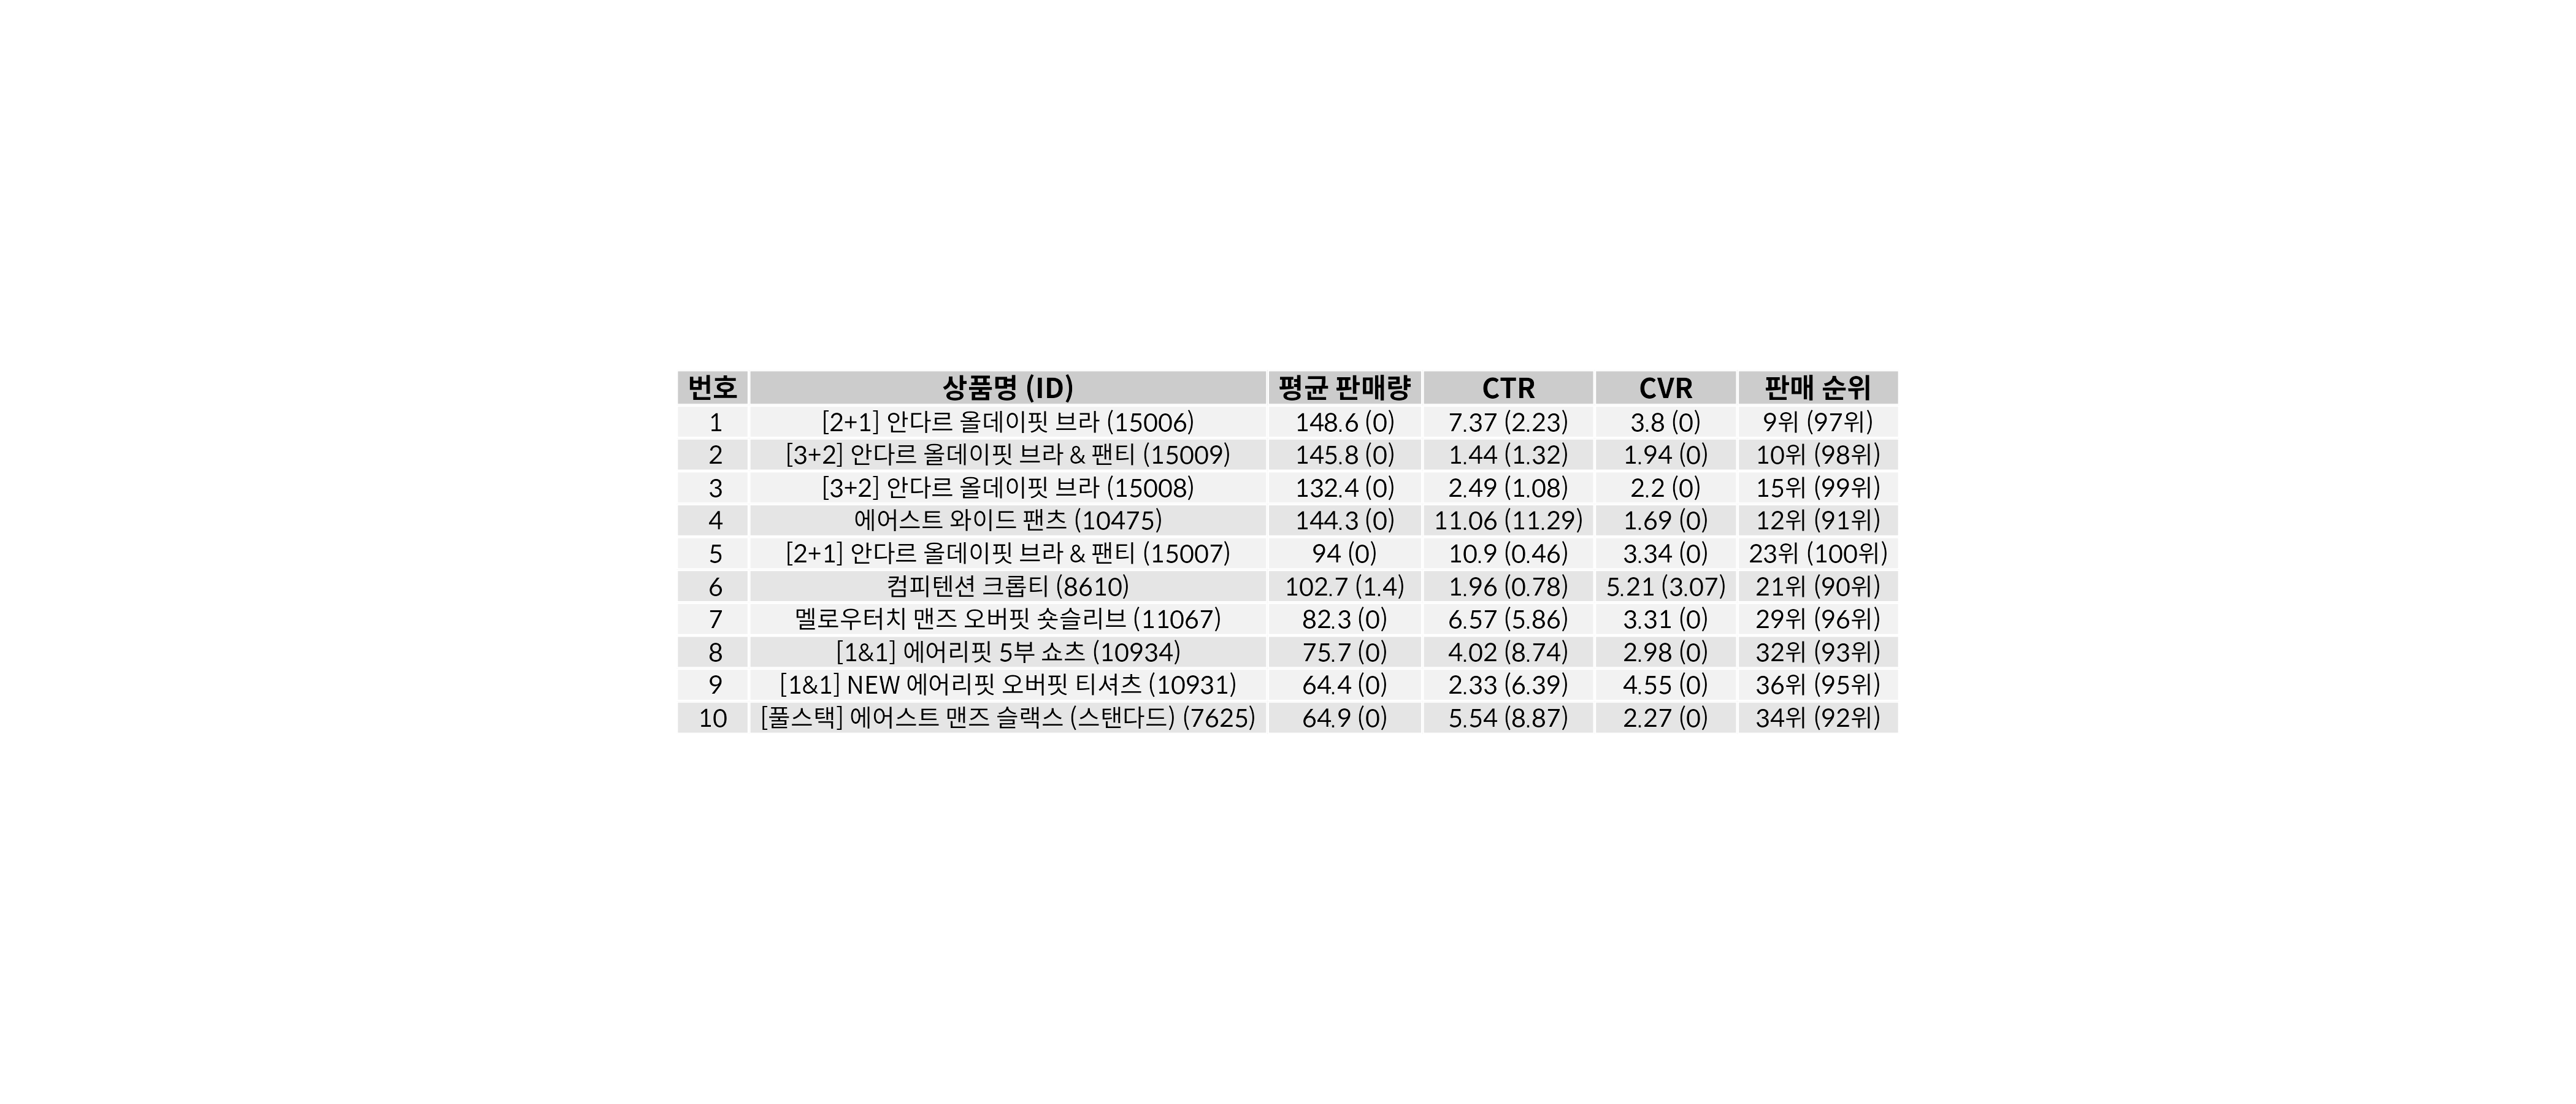 번호 상품명 (ID) 평균 판매량 CTR CVR 판매 순위
1 [2+1] 안다르 올데이핏 브라 (15006) 148.6 (0) 7.37 (2.23) 3.8 (0) 9위 (97위)
2 [3+2] 안다르 올데이핏 브라 & 팬티 (15009) 145.8 (0) 1.44 (1.32) 1.94 (0) 10위 (98위)
3 [3+2] 안다르 올데이핏 브라 (15008) 132.4 (0) 2.49 (1.08) 2.2 (0) 15위 (99위)
4 에어스트 와이드 팬츠 (10475) 144.3 (0) 11.06 (11.29) 1.69 (0) 12위 (91위)
5 [2+1] 안다르 올데이핏 브라 & 팬티 (15007) 94 (0) 10.9 (0.46) 3.34 (0) 23위 (100위)
6 컴피텐션 크롭티 (8610) 102.7 (1.4) 1.96 (0.78) 5.21 (3.07) 21위 (90위)
7 멜로우터치 맨즈 오버핏 숏슬리브 (11067) 82.3 (0) 6.57 (5.86) 3.31 (0) 29위 (96위)
8 [1&1] 에어리핏 5부 쇼츠 (10934) 75.7 (0) 4.02 (8.74) 2.98 (0) 32위 (93위)
9 [1&1] NEW 에어리핏 오버핏 티셔츠 (10931) 64.4 (0) 2.33 (6.39) 4.55 (0) 36위 (95위)
10 [풀스택] 에어스트 맨즈 슬랙스 (스탠다드) (7625) 64.9 (0) 5.54 (8.87) 2.27 (0) 34위 (92위)